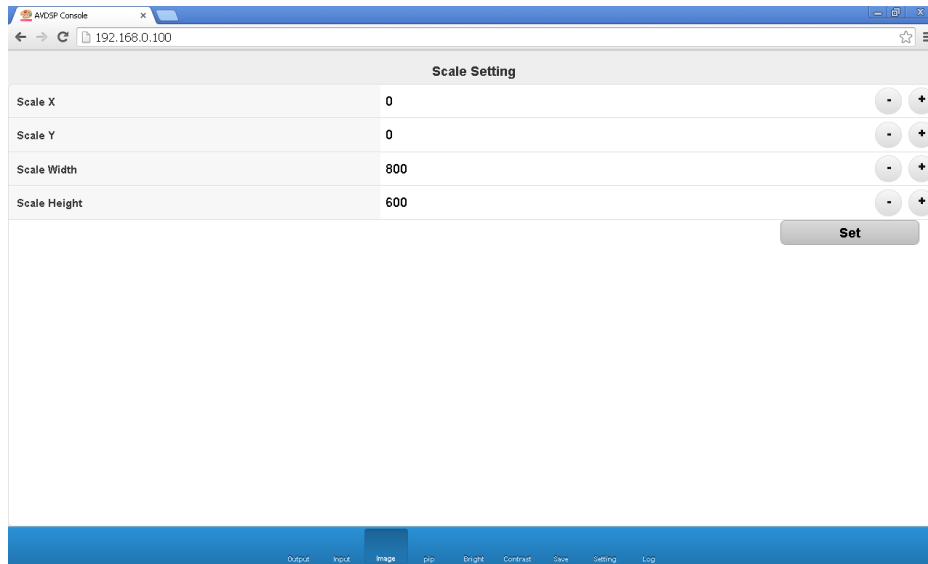 AVDSP Console
192.168.0.100
Scale Setting
Scale X 0 - +
Scale Y 0 - +
Scale Width 800 - +
Scale Height 600 - +
Set
Output Input Image pip Bright Contrast Save Setting Log